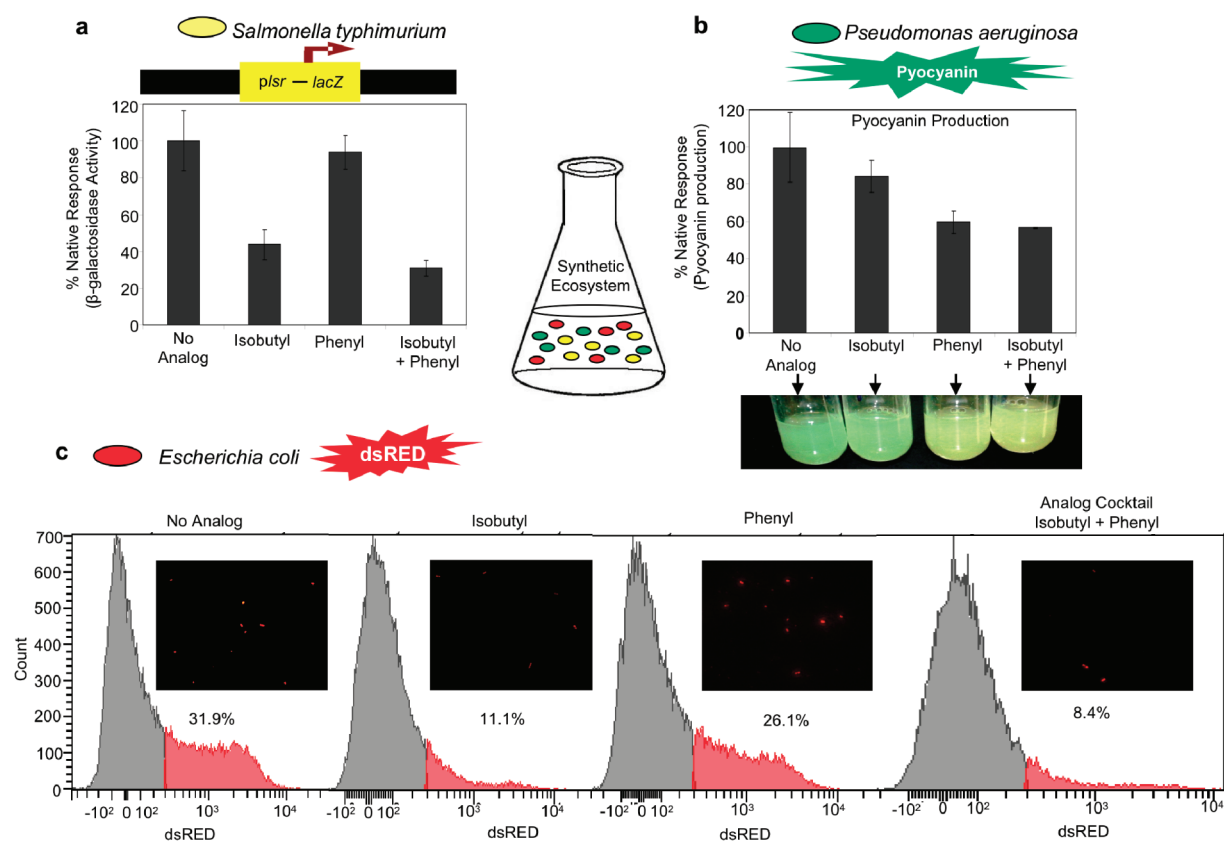 a
Salmonella typhimurium
plsr — lacZ
120
100
80
60
40
20
0
% Native Response
(β-galactosidase Activity)
No
Analog
Isobutyl
Phenyl
Isobutyl
+ Phenyl
Synthetic
Ecosystem
b
Pseudomonas aeruginosa
Pyocyanin
Pyocyanin Production
120
100
80
60
40
20
0
% Native Response
(Pyocyanin production)
No
Analog
Isobutyl
Phenyl
Isobutyl
+ Phenyl
c
Escherichia coli
dsRED
No Analog
Isobutyl
Phenyl
Analog Cocktail
Isobutyl + Phenyl
700
600
500
400
300
200
100
0
Count
31.9%
11.1%
26.1%
8.4%
-10² 0 10² 10³ 10⁴
-10² 0 10² 10³ 10⁴
-10² 0 10² 10³ 10⁴
-10² 0 10² 10³ 10⁴
dsRED
dsRED
dsRED
dsRED